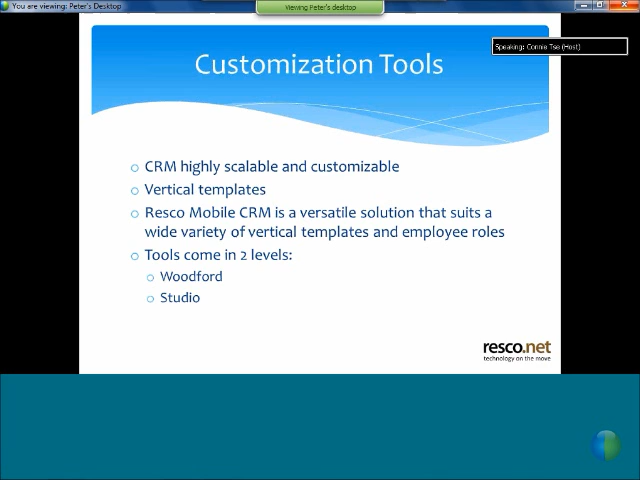 You are viewing: Peter's Desktop
Viewing Peter's desktop
Speaking: Connie Tse (Host)
Customization Tools
CRM highly scalable and customizable
Vertical templates
Resco Mobile CRM is a versatile solution that suits a
wide variety of vertical templates and employee roles
Tools come in 2 levels:
Woodford
Studio
resco.net
technology on the move